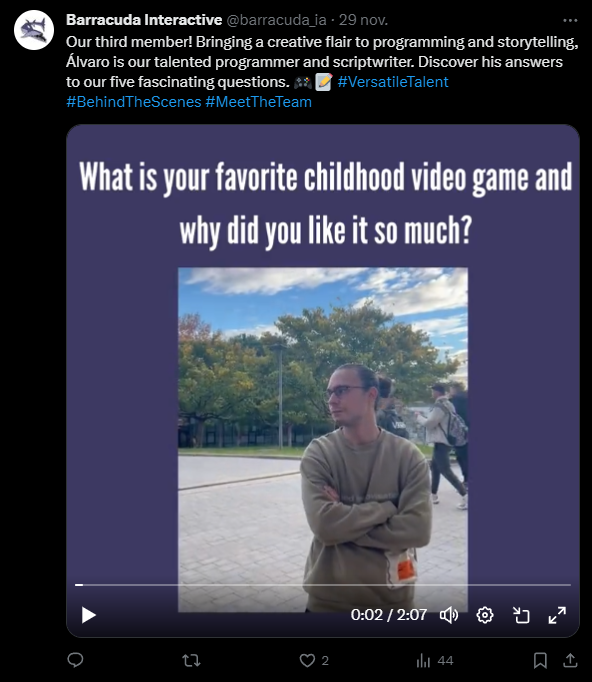 Barracuda Interactive @barracuda_ia · 29 nov.
Our third member! Bringing a creative flair to programming and storytelling,
Álvaro is our talented programmer and scriptwriter. Discover his answers
to our five fascinating questions. 🎮📝 #VersatileTalent
#BehindTheScenes #MeetTheTeam
What is your favorite childhood video game and
why did you like it so much?
0:02 / 2:07
2
44